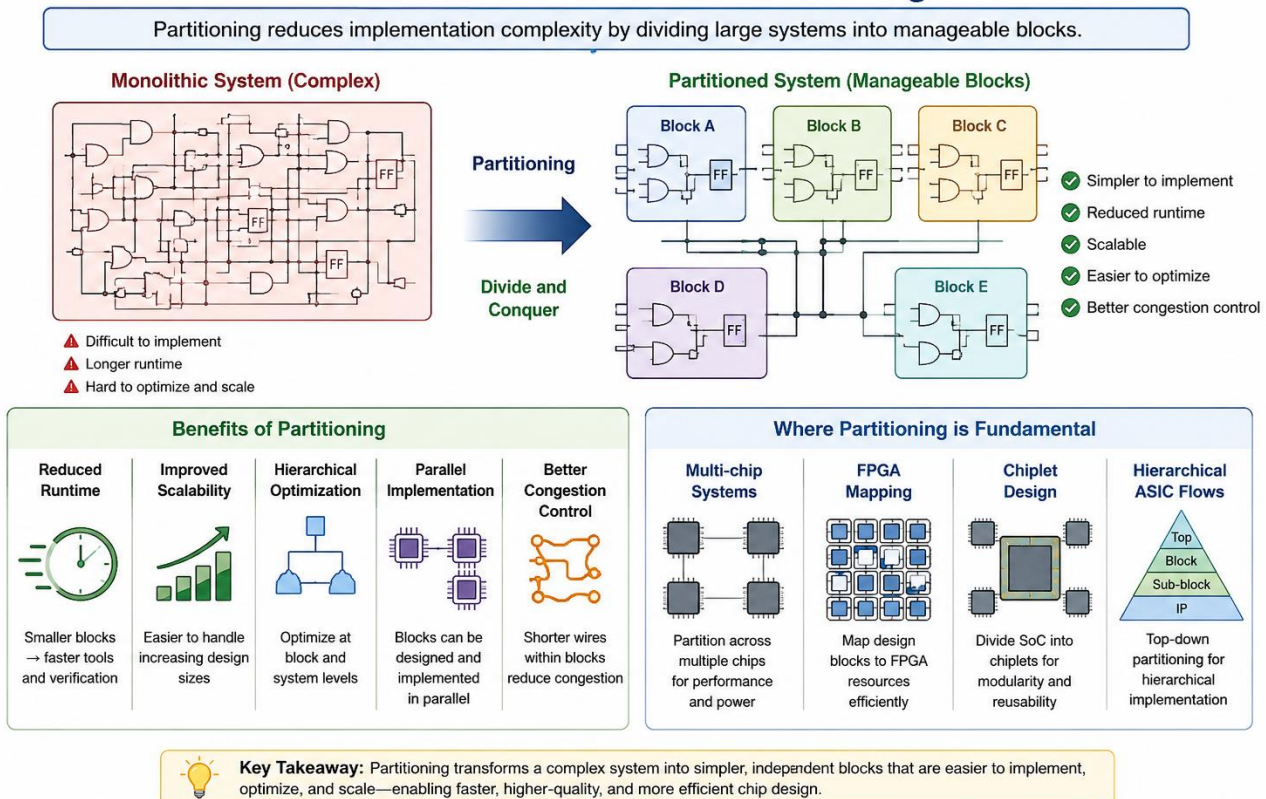 Partitioning reduces implementation complexity by dividing large systems into manageable blocks.
Monolithic System (Complex)
FF
FF
FF
Difficult to implement
Longer runtime
Hard to optimize and scale
Partitioning
Divide and
Conquer
Partitioned System (Manageable Blocks)
Block A
FF
Block B
FF
Block C
FF
Block D
FF
Block E
FF
Simpler to implement
Reduced runtime
Scalable
Easier to optimize
Better congestion control
Benefits of Partitioning
Reduced
Runtime
Smaller blocks
→ faster tools
and verification
Improved
Scalability
Easier to handle
increasing design
sizes
Hierarchical
Optimization
Optimize at
block and
system levels
Parallel
Implementation
Blocks can be
designed and
implemented
in parallel
Better
Congestion
Control
Shorter wires
within blocks
reduce congestion
Where Partitioning is Fundamental
Multi-chip
Systems
Partition across
multiple chips
for performance
and power
FPGA
Mapping
Map design
blocks to FPGA
resources
efficiently
Chiplet
Design
Divide SoC into
chiplets for
modularity and
reusability
Hierarchical
ASIC Flows
Top
Block
Sub-block
IP
Top-down
partitioning for
hierarchical
implementation
Key Takeaway: Partitioning transforms a complex system into simpler, independent blocks that are easier to implement,
optimize, and scale—enabling faster, higher-quality, and more efficient chip design.